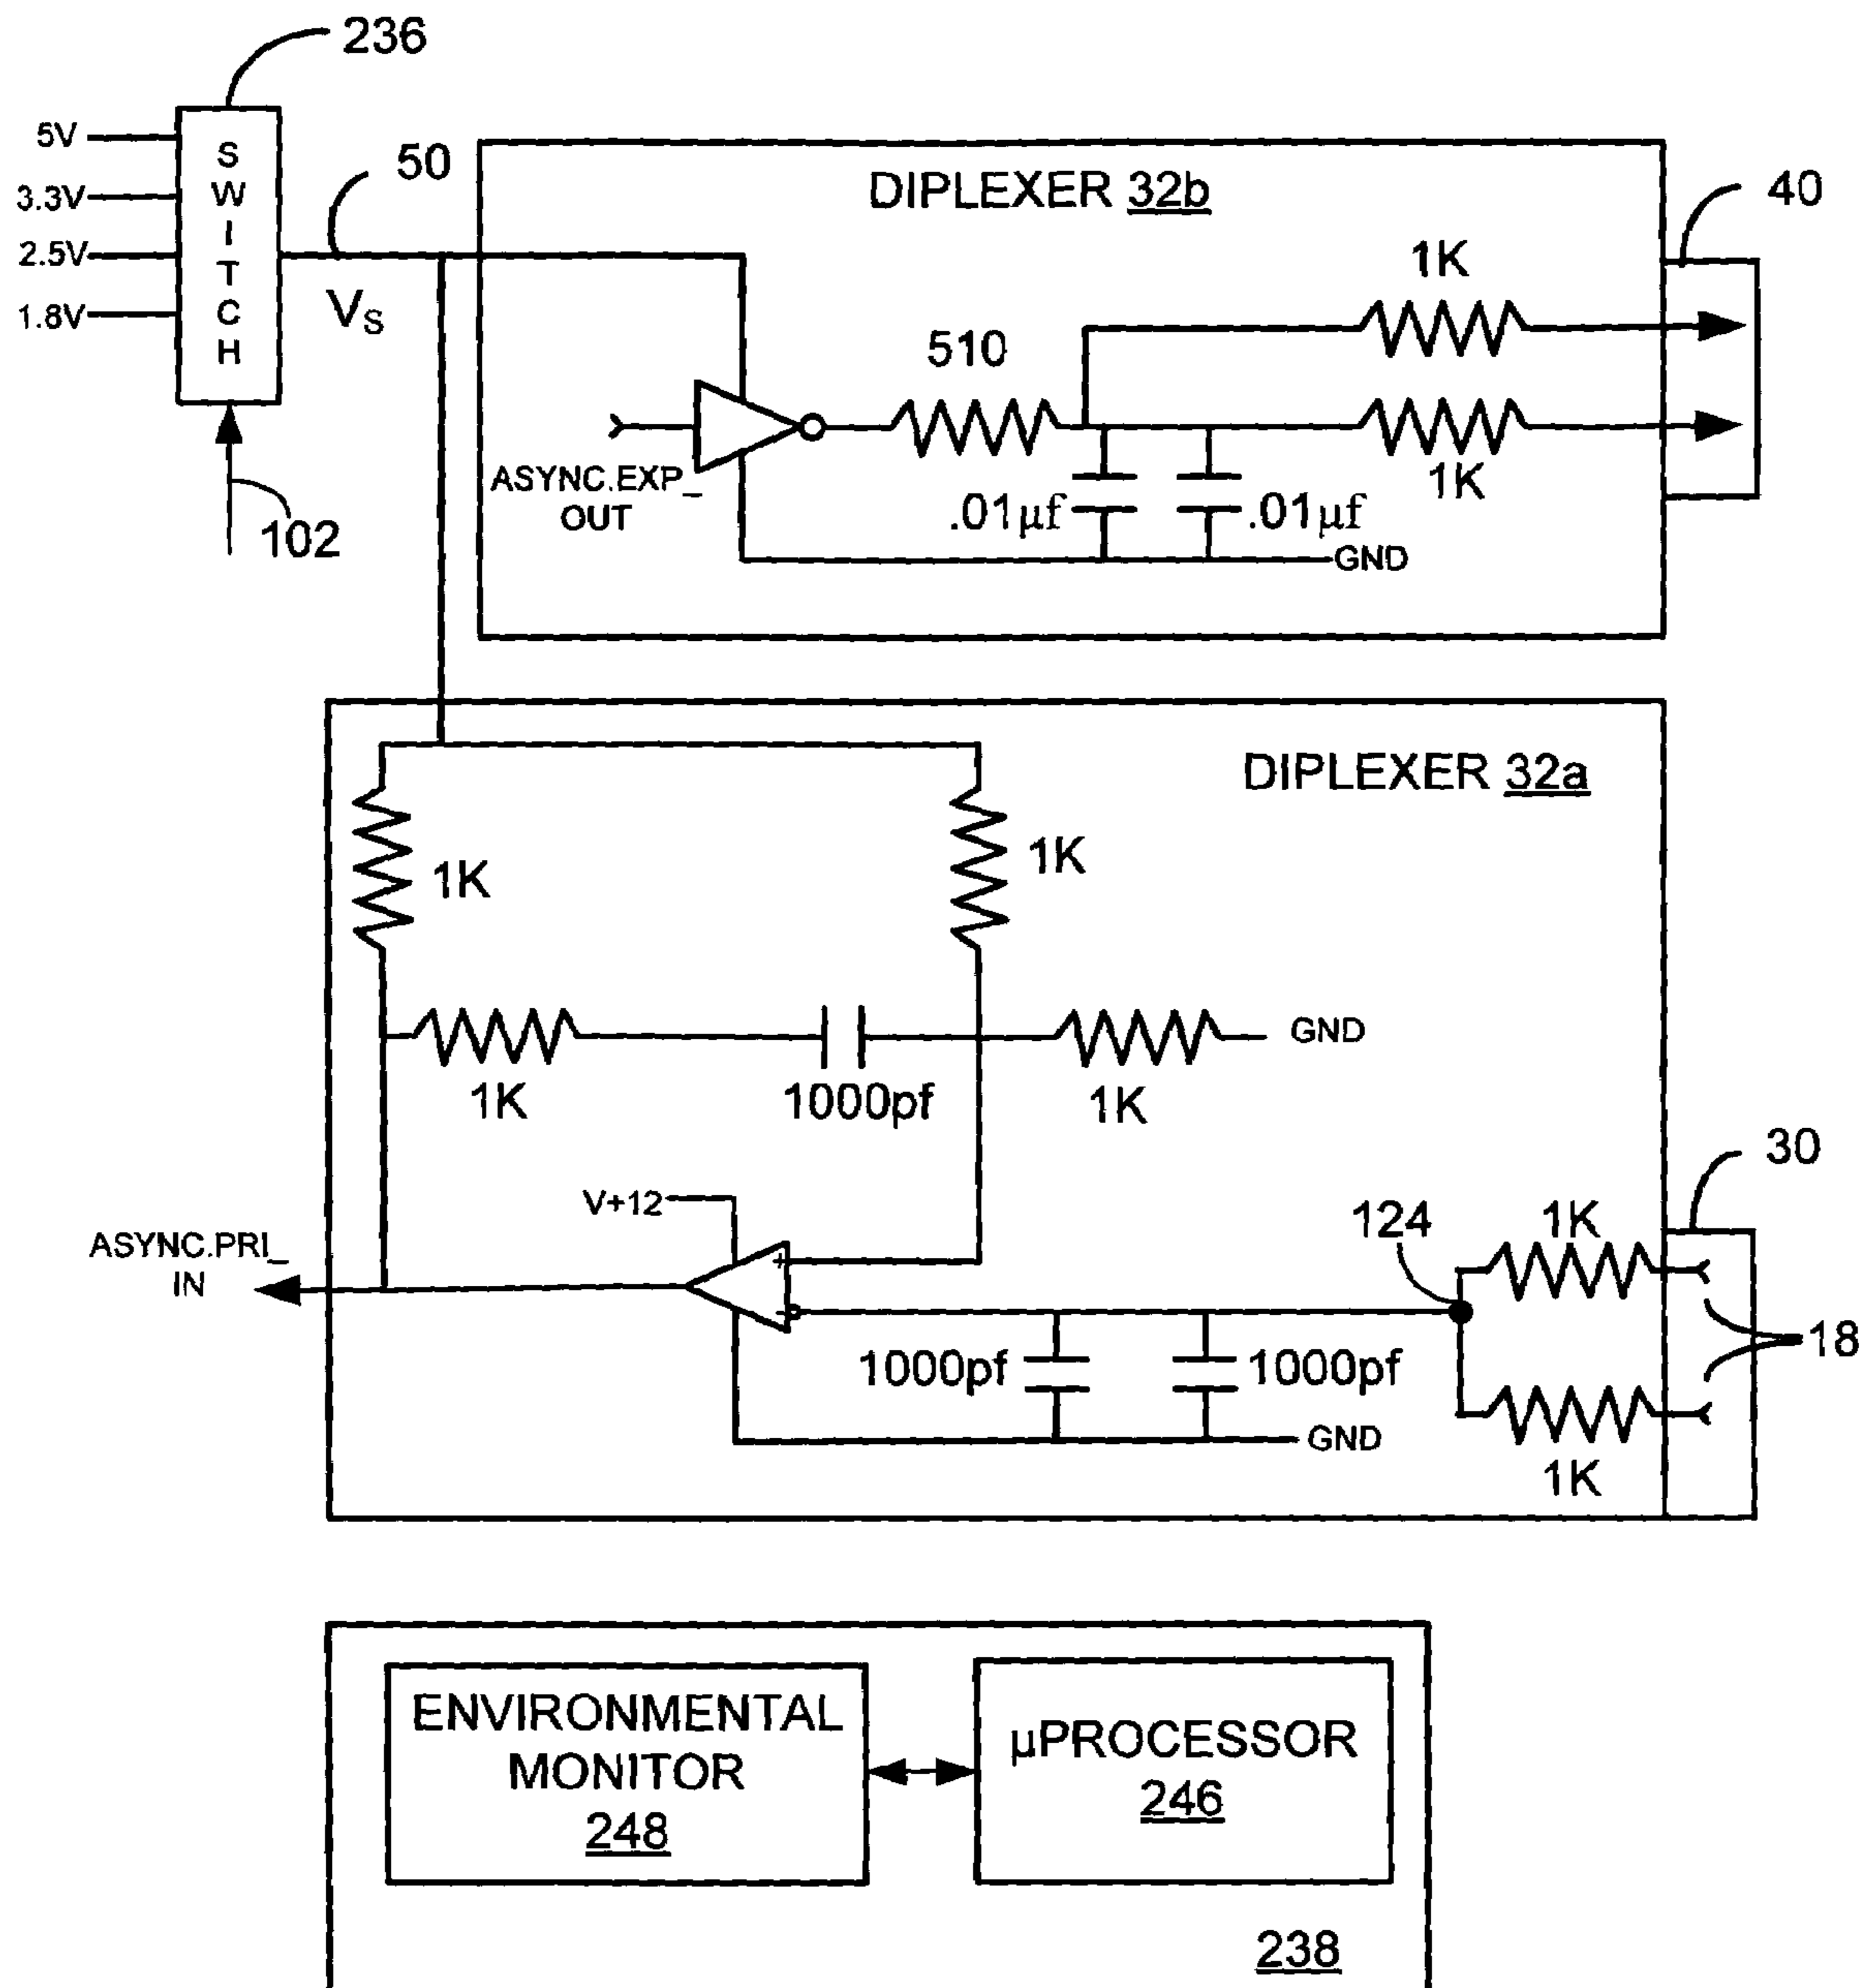 236
5V
3.3V
2.5V
1.8V
SWITCH
50
V_S
102
DIPLEXER 32b
40
1K
510
1K
ASYNC.EXP_
OUT
.01µf
.01µf
GND
DIPLEXER 32a
1K
1K
1K
1000pf
1K
GND
30
V+12
+
-
ASYNC.PRI_
IN
124
1K
18
1000pf
1000pf
GND
1K
ENVIRONMENTAL
MONITOR
248
µPROCESSOR
246
238